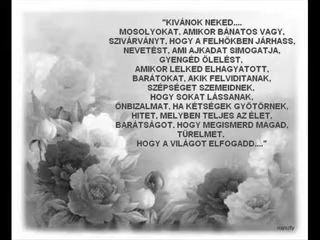 "KIVÁNOK NEKED....
MOSOLYOKAT, AMIKOR BÁNATOS VAGY,
SZIVÁRVÁNYT, HOGY A FELHŐKBEN JÁRHASS,
NEVETÉST, AMI AJKADAT SIMOGATJA,
GYENGÉD ÖLELÉST,
AMIKOR LELKED ELHAGYATOTT,
BARÁTOKAT, AKIK FELVIDITANAK,
SZÉPSÉGET SZEMEIDNEK,
HOGY SOKAT LÁSSANAK,
ÖNBIZALMAT, HA KÉTSÉGEK GYÖTÖRNEK,
HITET, MELYBEN TELJES AZ ÉLET,
BARÁTSÁGOT, HOGY MEGISMERD MAGAD,
TÜRELMET,
HOGY A VILÁGOT ELFOGADD...."